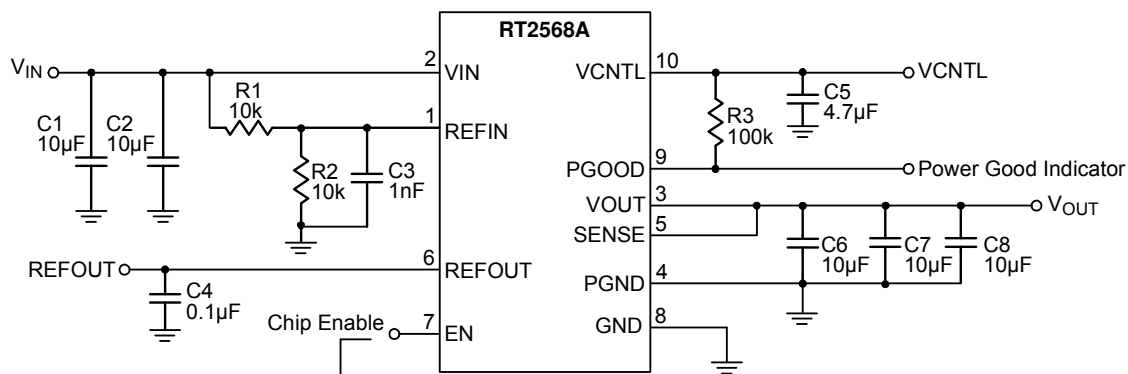 RT2568A
VIN
2
VIN
VCNTL
10
VCNTL
R1
10k
C1
10µF
C2
10µF
1
REFIN
R3
100k
C5
4.7µF
R2
10k
C3
1nF
PGOOD
9
Power Good Indicator
VOUT
3
VOUT
SENSE
5
C6
10µF
C7
10µF
C8
10µF
REFOUT
6
REFOUT
PGND
4
C4
0.1µF
Chip Enable
7
EN
GND
8